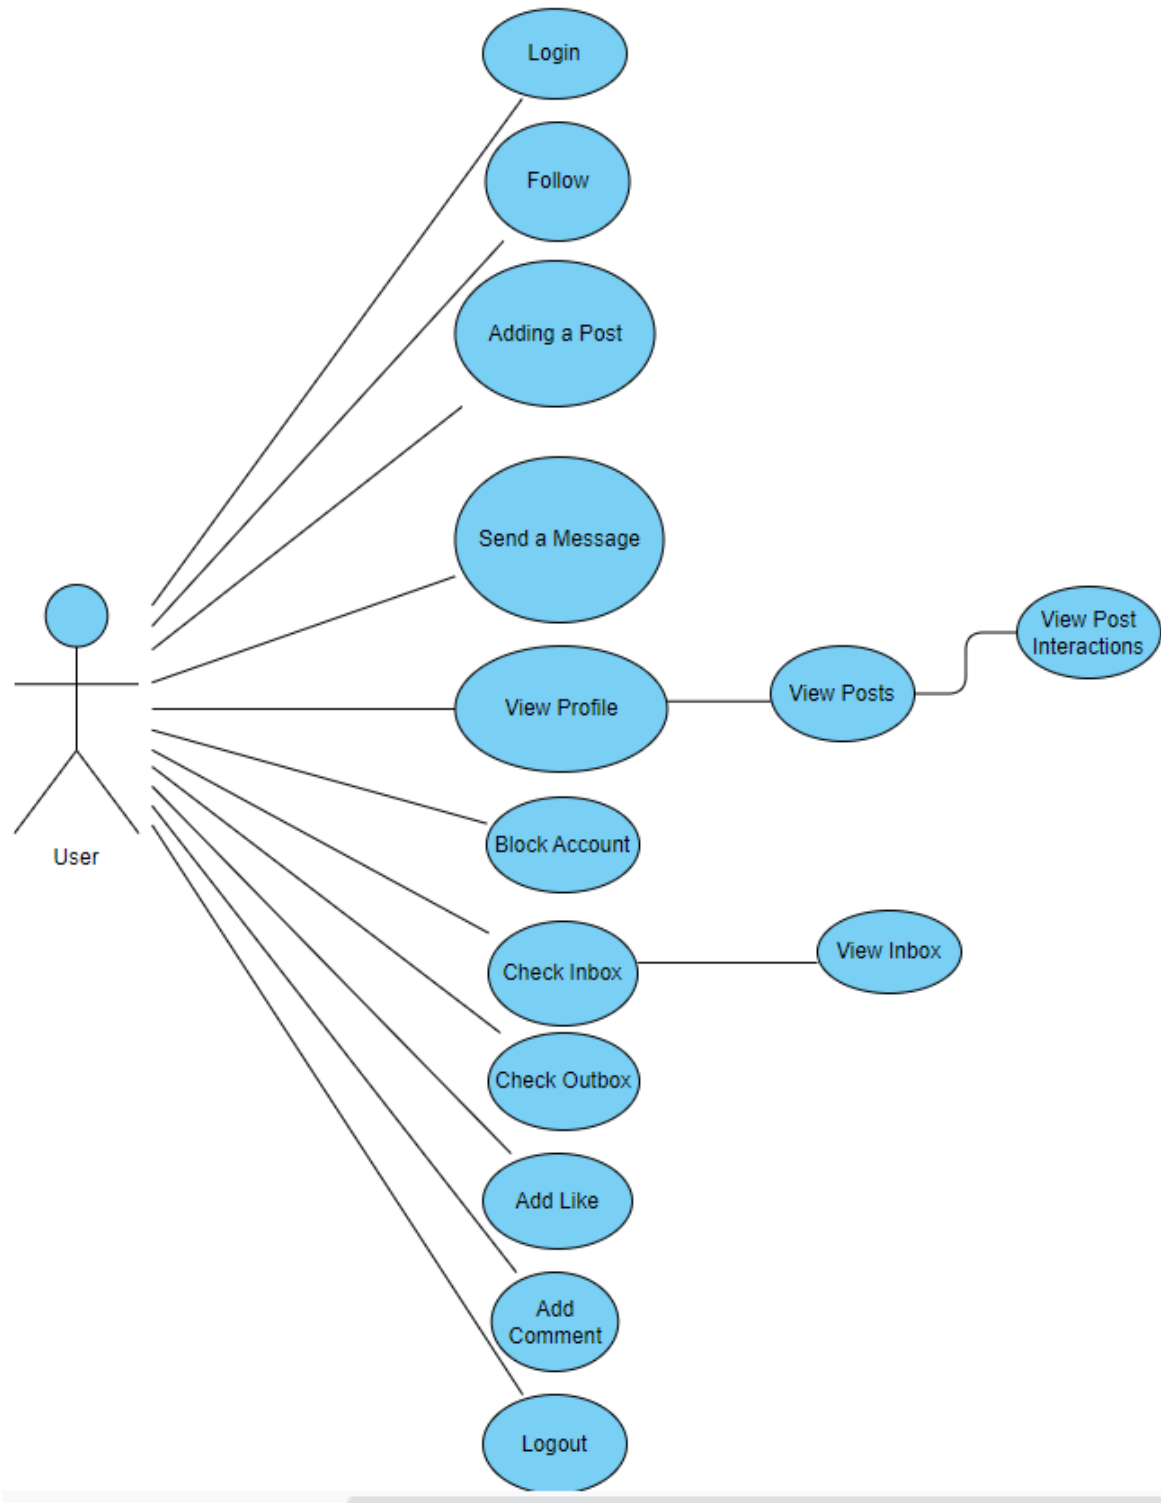 Login
Follow
Adding a Post
Send a Message
View Post
Interactions
View Profile
View Posts
Block Account
User
Check Inbox
View Inbox
Check Outbox
Add Like
Add
Comment
Logout